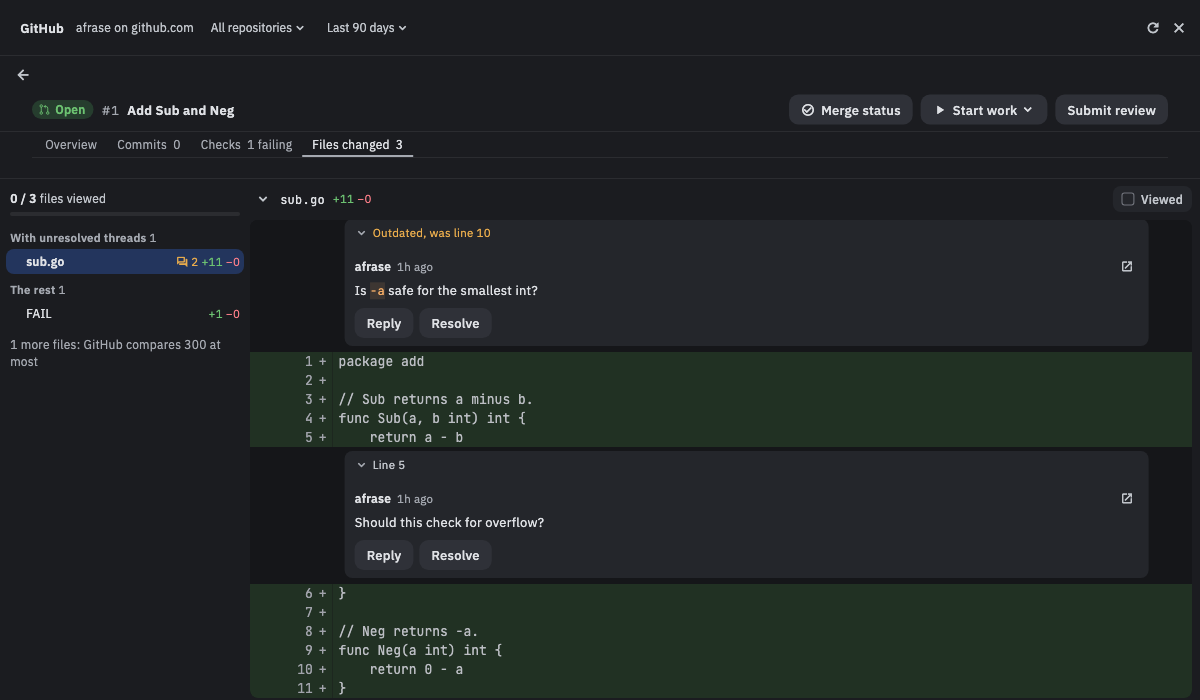 GitHub afrase on github.com All repositories Last 90 days
Open #1 Add Sub and Neg Merge status Start work Submit review
Overview Commits 0 Checks 1 failing Files changed 3
0 / 3 files viewed
With unresolved threads 1
sub.go 2 +11 −0
The rest 1
FAIL +1 −0
1 more files: GitHub compares 300 at
most
sub.go +11 −0 Viewed
Outdated, was line 10
afrase 1h ago
Is -a safe for the smallest int?
Reply Resolve
1 + package add
2 +
3 + // Sub returns a minus b.
4 + func Sub(a, b int) int {
5 +     return a - b
Line 5
afrase 1h ago
Should this check for overflow?
Reply Resolve
6 + }
7 +
8 + // Neg returns -a.
9 + func Neg(a int) int {
10 +     return 0 - a
11 + }